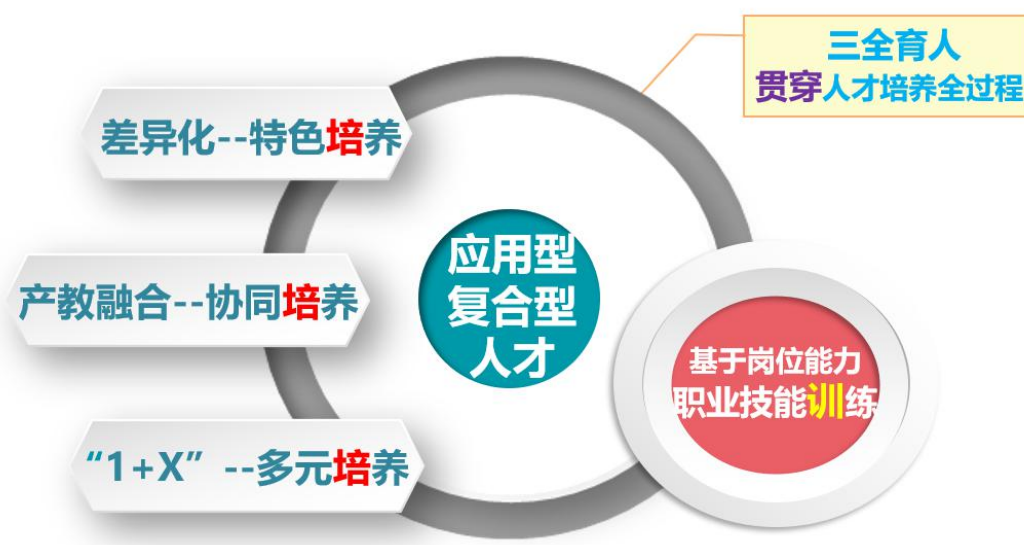 三全育人
贯穿人才培养全过程
差异化--特色培养
产教融合--协同培养
“1+X” --多元培养
应用型
复合型
人才
基于岗位能力
职业技能训练